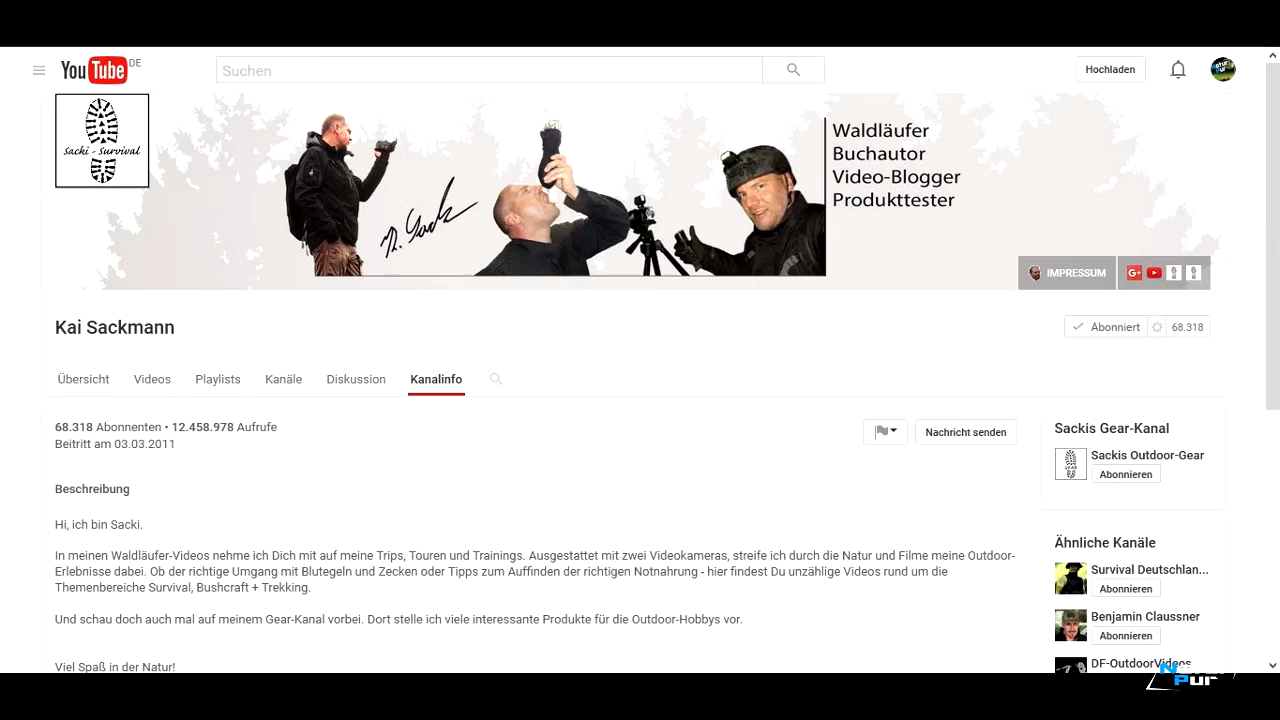 YouTube DE
Suchen
Hochladen
sacki - survival
Waldläufer
Buchautor
Video-Blogger
Produkttester
IMPRESSUM
Kai Sackmann
Abonniert 68.318
Übersicht Videos Playlists Kanäle Diskussion Kanalinfo
68.318 Abonnenten • 12.458.978 Aufrufe
Beitritt am 03.03.2011
Nachricht senden
Beschreibung
Hi, ich bin Sacki.
In meinen Waldläufer-Videos nehme ich Dich mit auf meine Trips, Touren und Trainings. Ausgestattet mit zwei Videokameras, streife ich durch die Natur und Filme meine Outdoor-
Erlebnisse dabei. Ob der richtige Umgang mit Blutegeln und Zecken oder Tipps zum Auffinden der richtigen Notnahrung - hier findest Du unzählige Videos rund um die
Themenbereiche Survival, Bushcraft + Trekking.
Und schau doch auch mal auf meinem Gear-Kanal vorbei. Dort stelle ich viele interessante Produkte für die Outdoor-Hobbys vor.
Viel Spaß in der Natur!
Sackis Gear-Kanal
Sackis Outdoor-Gear
Abonnieren
Ähnliche Kanäle
Survival Deutschlan...
Abonnieren
Benjamin Claussner
Abonnieren
DF-OutdoorVideos
Pur